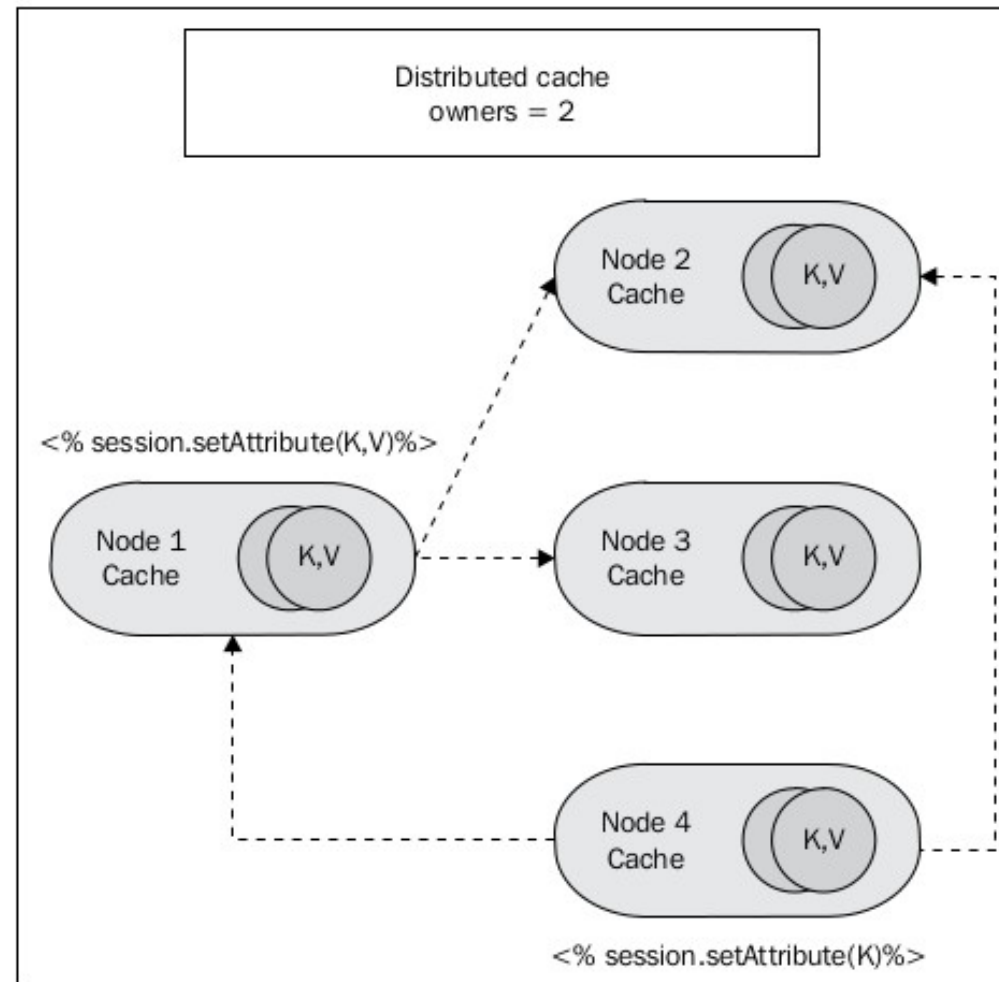 Distributed cache
owners = 2
Node 2
Cache
K,V
<% session.setAttribute(K,V)%>
Node 1
Cache
K,V
Node 3
Cache
K,V
Node 4
Cache
K,V
<% session.setAttribute(K)%>